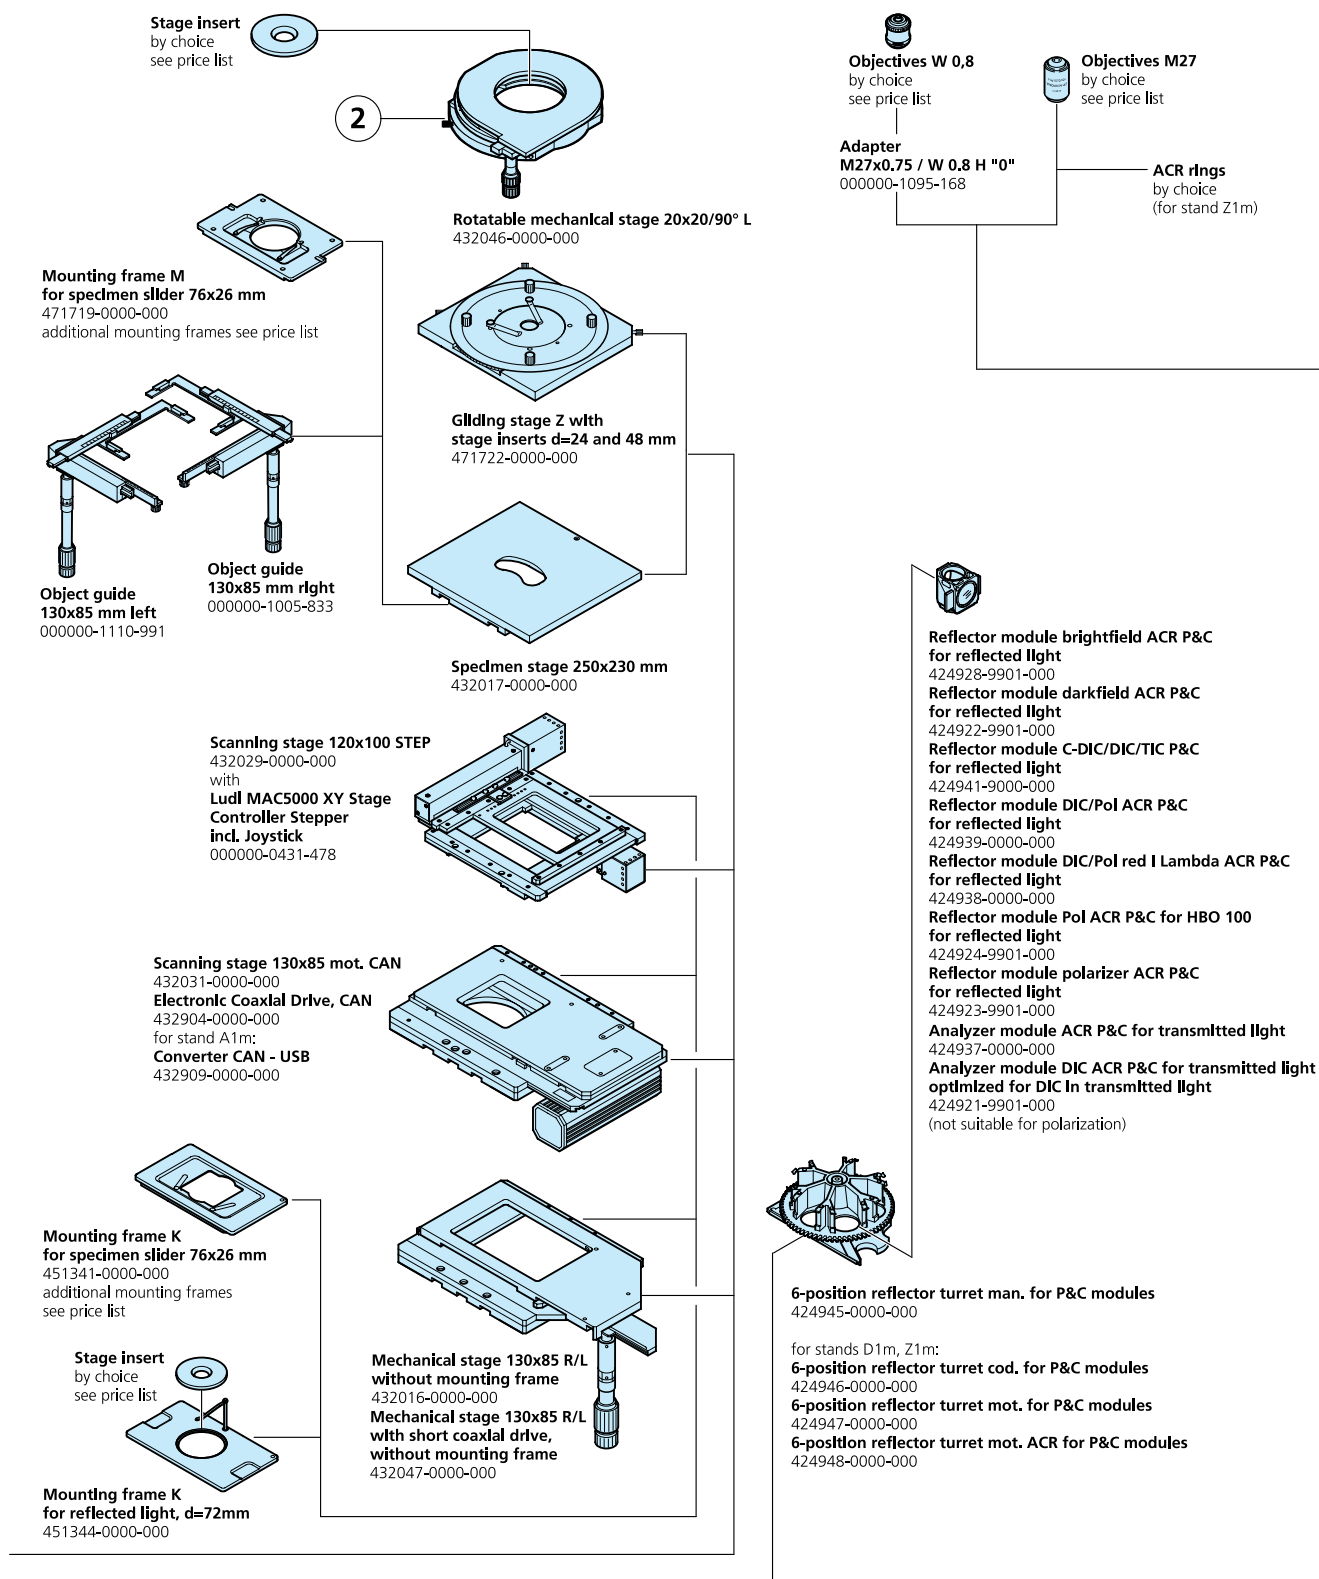 Stage insert
by choice
see price list
2
Rotatable mechanical stage 20x20/90° L
432046-0000-000
Mounting frame M
for specimen slider 76x26 mm
471719-0000-000
additional mounting frames see price list
Gliding stage Z with
stage inserts d=24 and 48 mm
471722-0000-000
Object guide
130x85 mm right
000000-1005-833
Object guide
130x85 mm left
000000-1110-991
Specimen stage 250x230 mm
432017-0000-000
Scanning stage 120x100 STEP
432029-0000-000
with
Ludl MAC5000 XY Stage
Controller Stepper
incl. Joystick
000000-0431-478
Scanning stage 130x85 mot. CAN
432031-0000-000
Electronic Coaxial Drive, CAN
432904-0000-000
for stand A1m:
Converter CAN - USB
432909-0000-000
Mounting frame K
for specimen slider 76x26 mm
451341-0000-000
additional mounting frames
see price list
Stage insert
by choice
see price list
Mechanical stage 130x85 R/L
without mounting frame
432016-0000-000
Mechanical stage 130x85 R/L
with short coaxial drive,
without mounting frame
432047-0000-000
Mounting frame K
for reflected light, d=72mm
451344-0000-000
Objectives W 0,8
by choice
see price list
Objectives M27
by choice
see price list
Adapter
M27x0.75 / W 0.8 H "0"
000000-1095-168
ACR rings
by choice
(for stand Z1m)
Reflector module brightfield ACR P&C
for reflected light
424928-9901-000
Reflector module darkfield ACR P&C
for reflected light
424922-9901-000
Reflector module C-DIC/DIC/TIC P&C
for reflected light
424941-9000-000
Reflector module DIC/Pol ACR P&C
for reflected light
424939-0000-000
Reflector module DIC/Pol red I Lambda ACR P&C
for reflected light
424938-0000-000
Reflector module Pol ACR P&C for HBO 100
for reflected light
424924-9901-000
Reflector module polarizer ACR P&C
for reflected light
424923-9901-000
Analyzer module ACR P&C for transmitted light
424937-0000-000
Analyzer module DIC ACR P&C for transmitted light
optimized for DIC in transmitted light
424921-9901-000
(not suitable for polarization)
6-position reflector turret man. for P&C modules
424945-0000-000
for stands D1m, Z1m:
6-position reflector turret cod. for P&C modules
424946-0000-000
6-position reflector turret mot. for P&C modules
424947-0000-000
6-position reflector turret mot. ACR for P&C modules
424948-0000-000